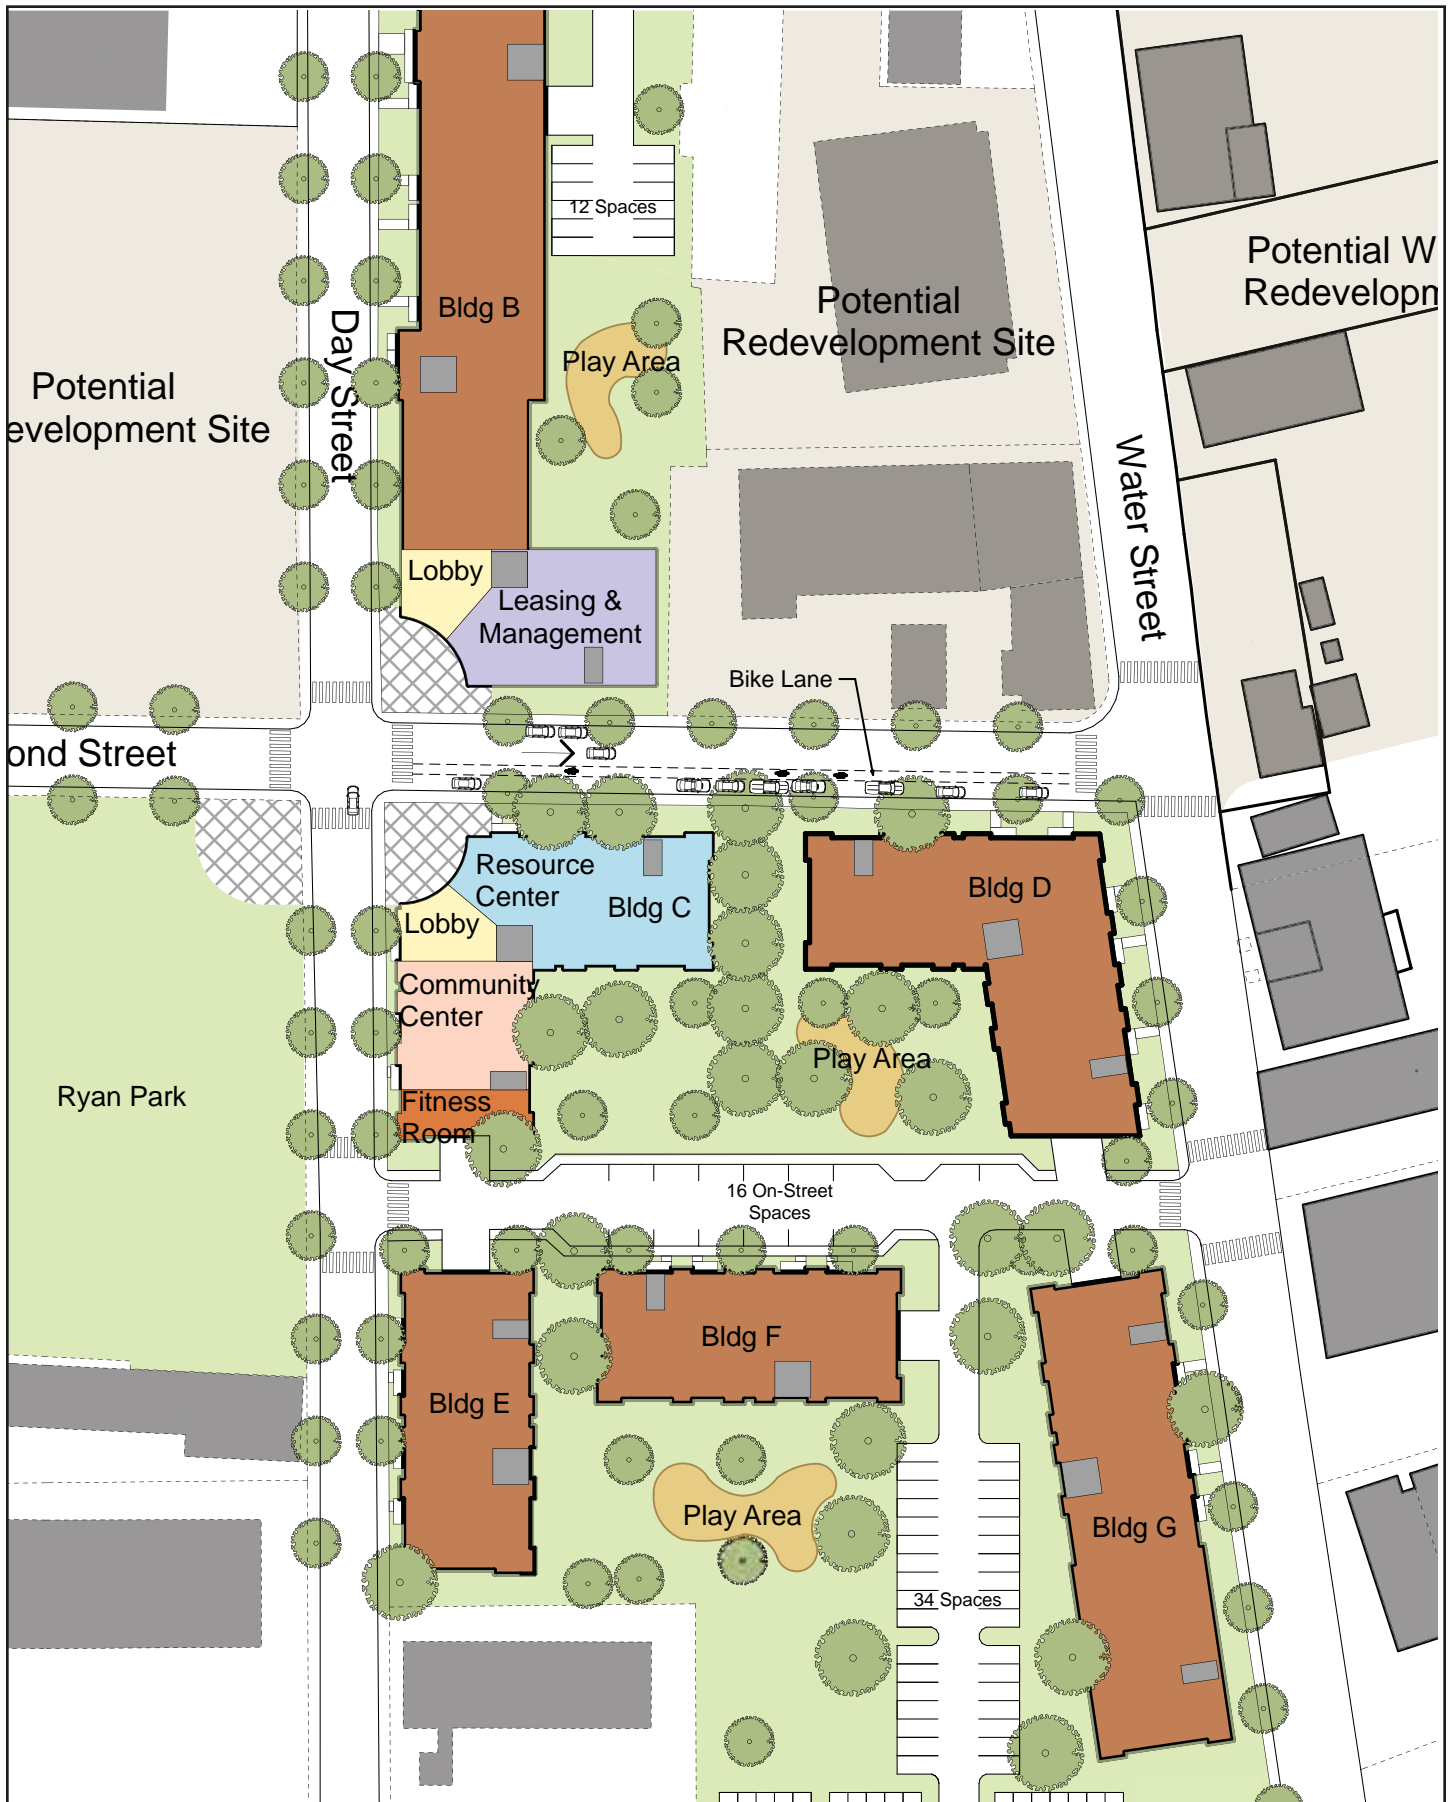 12 Spaces
Potential W
Redevelopm
Bldg B
Potential
Redevelopment Site
Day Street
Play Area
Potential
evelopment Site
Water Street
Lobby
Leasing &
Management
Bike Lane
ond Street
Resource
Center
Bldg C
Bldg D
Lobby
Community
Center
Play Area
Ryan Park
Fitness
Room
16 On-Street
Spaces
Bldg F
Bldg E
Play Area
Bldg G
34 Spaces